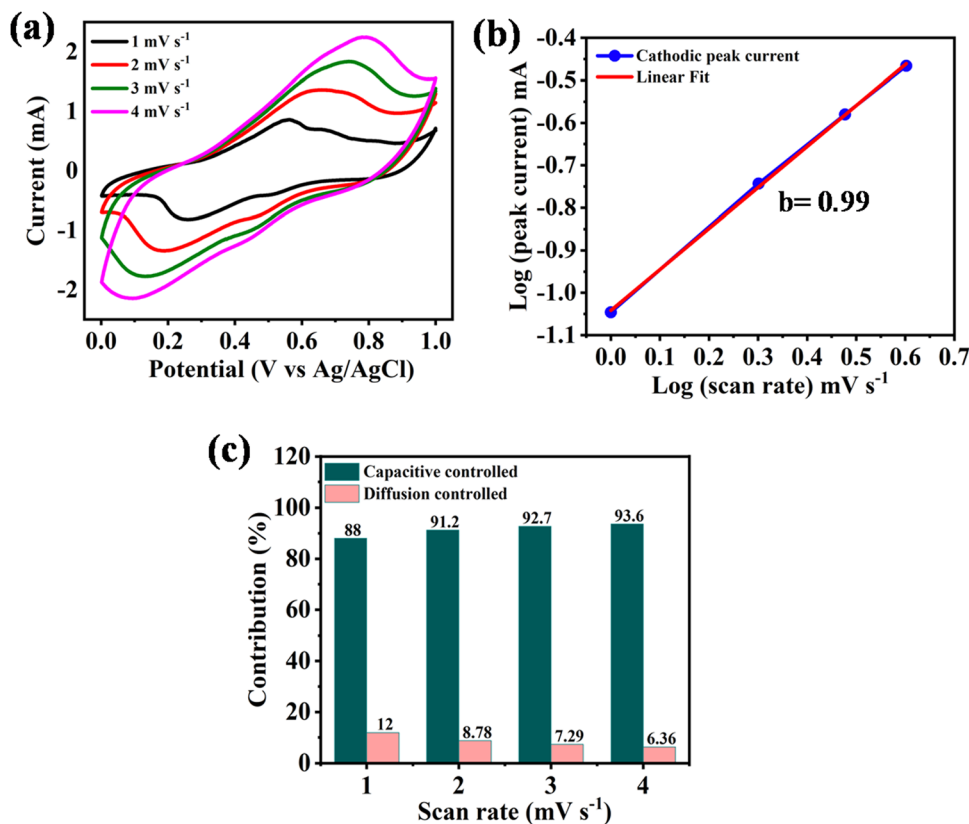 (a)
1 mV s⁻¹
2 mV s⁻¹
3 mV s⁻¹
4 mV s⁻¹
Current (mA)
2
1
0
-1
-2
0.0 0.2 0.4 0.6 0.8 1.0
Potential (V vs Ag/AgCl)
(b)
Cathodic peak current
Linear Fit
b= 0.99
Log (peak current) mA
-0.4
-0.5
-0.6
-0.7
-0.8
-0.9
-1.0
-1.1
0.0 0.1 0.2 0.3 0.4 0.5 0.6 0.7
Log (scan rate) mV s⁻¹
(c)
Capacitive controlled
Diffusion controlled
Contribution (%)
120
100
80
60
40
20
0
88 91.2 92.7 93.6
12 8.78 7.29 6.36
1 2 3 4
Scan rate (mV s⁻¹)